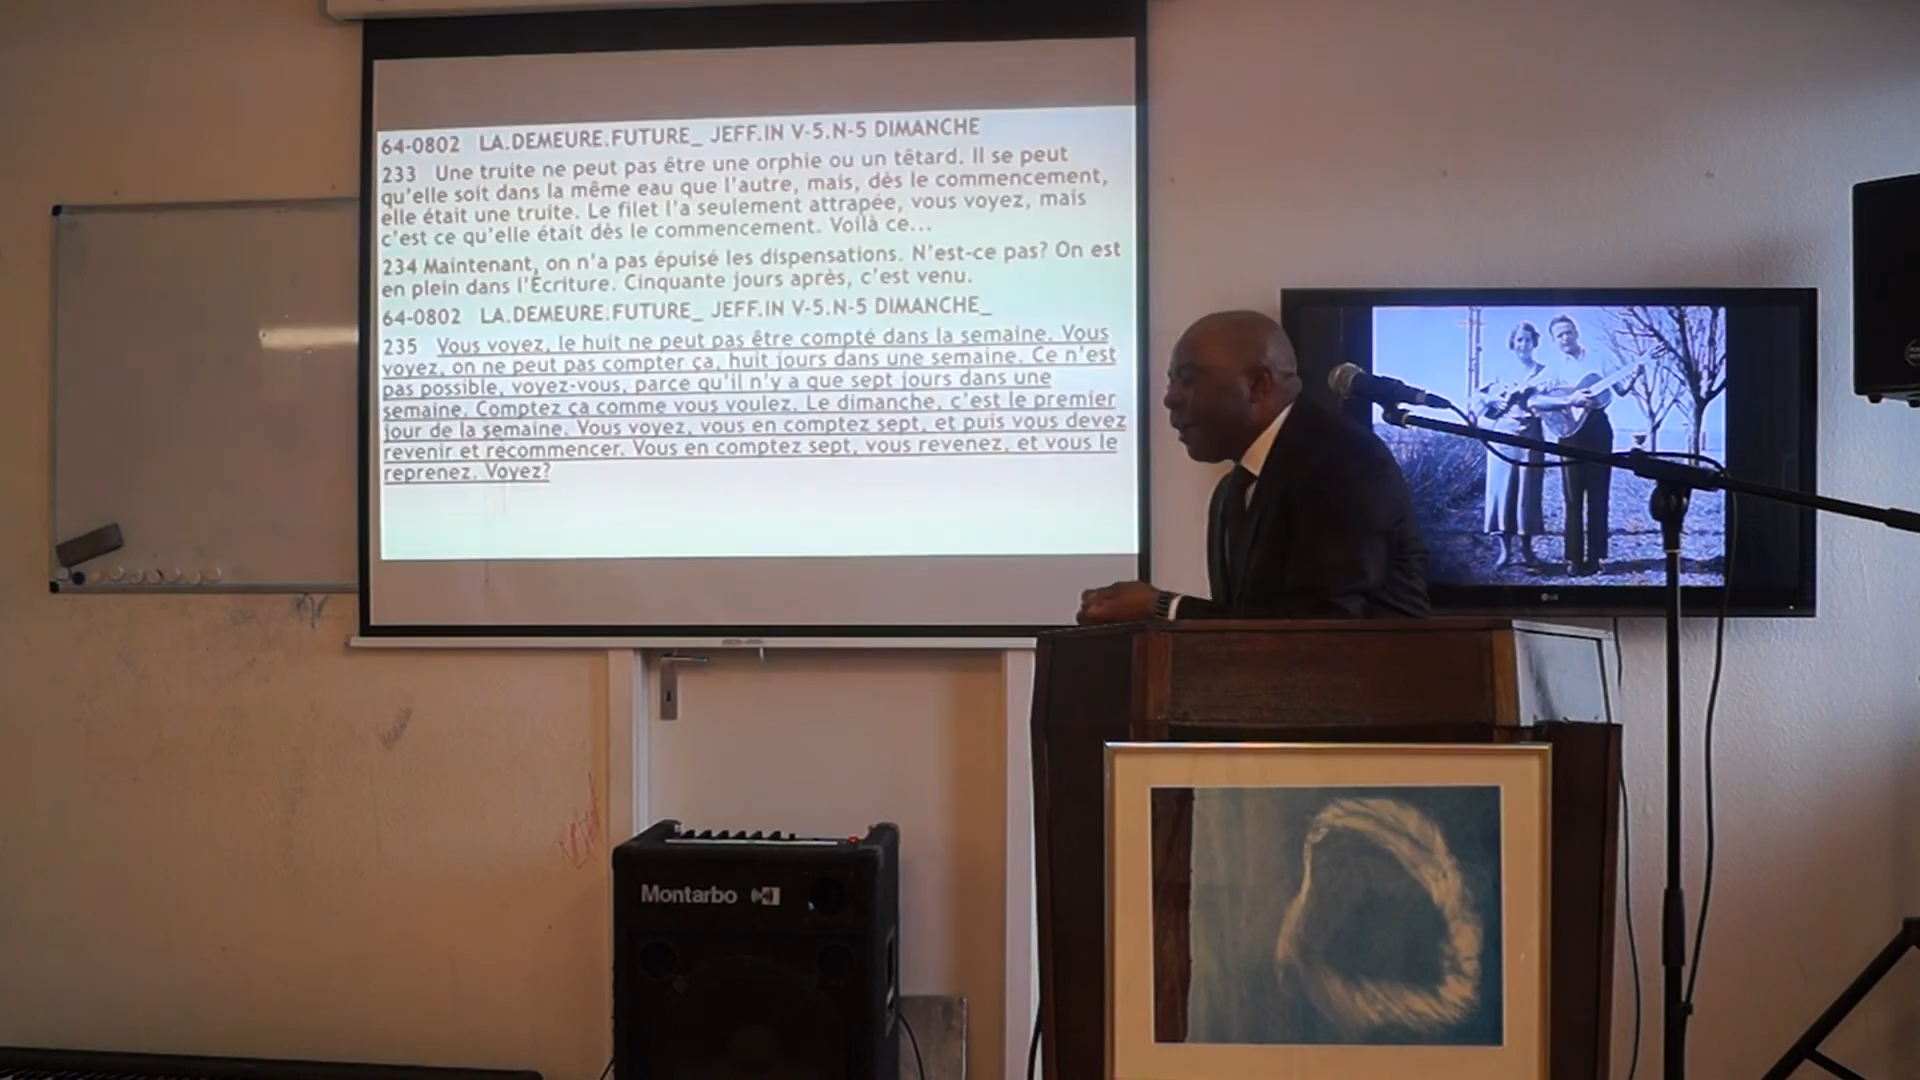 64-0802 LA.DEMEURE.FUTURE_ JEFF.IN V-5.N-5 DIMANCHE
233 Une truite ne peut pas être une orphie ou un têtard. Il se peut
qu'elle soit dans la même eau que l'autre, mais, dès le commencement,
elle était une truite. Le filet l'a seulement attrapée, vous voyez, mais
c'est ce qu'elle était dès le commencement. Voilà ce...
234 Maintenant, on n'a pas épuisé les dispensations. N'est-ce pas? On est
en plein dans l'Écriture. Cinquante jours après, c'est venu.
64-0802 LA.DEMEURE.FUTURE_ JEFF.IN V-5.N-5 DIMANCHE_
235 Vous voyez, le huit ne peut pas être compté dans la semaine. Vous
voyez, on ne peut pas compter ça, huit jours dans une semaine. Ce n'est
pas possible, voyez-vous, parce qu'il n'y a que sept jours dans une
semaine. Comptez ça comme vous voulez. Le dimanche, c'est le premier
jour de la semaine. Vous voyez, vous en comptez sept, et puis vous devez
revenir et recommencer. Vous en comptez sept, vous revenez, et vous le
reprenez. Voyez?
LG
Montarbo